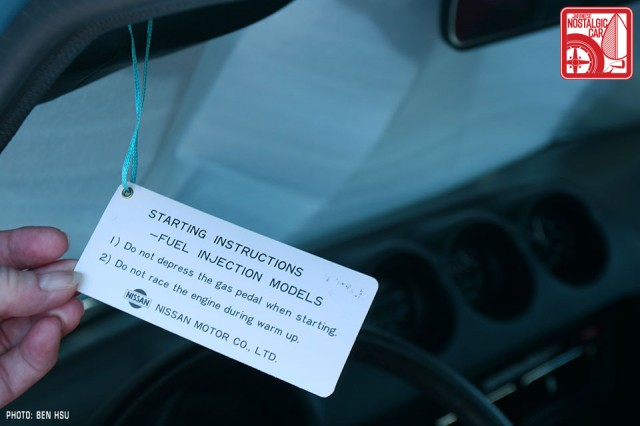 JAPANESE
NOSTALGIC
CAR
STARTING INSTRUCTIONS
—FUEL INJECTION MODELS
1) Do not depress the gas pedal when starting.
2) Do not race the engine during warm up.
NISSAN
NISSAN MOTOR CO., LTD.
PHOTO: BEN HSU